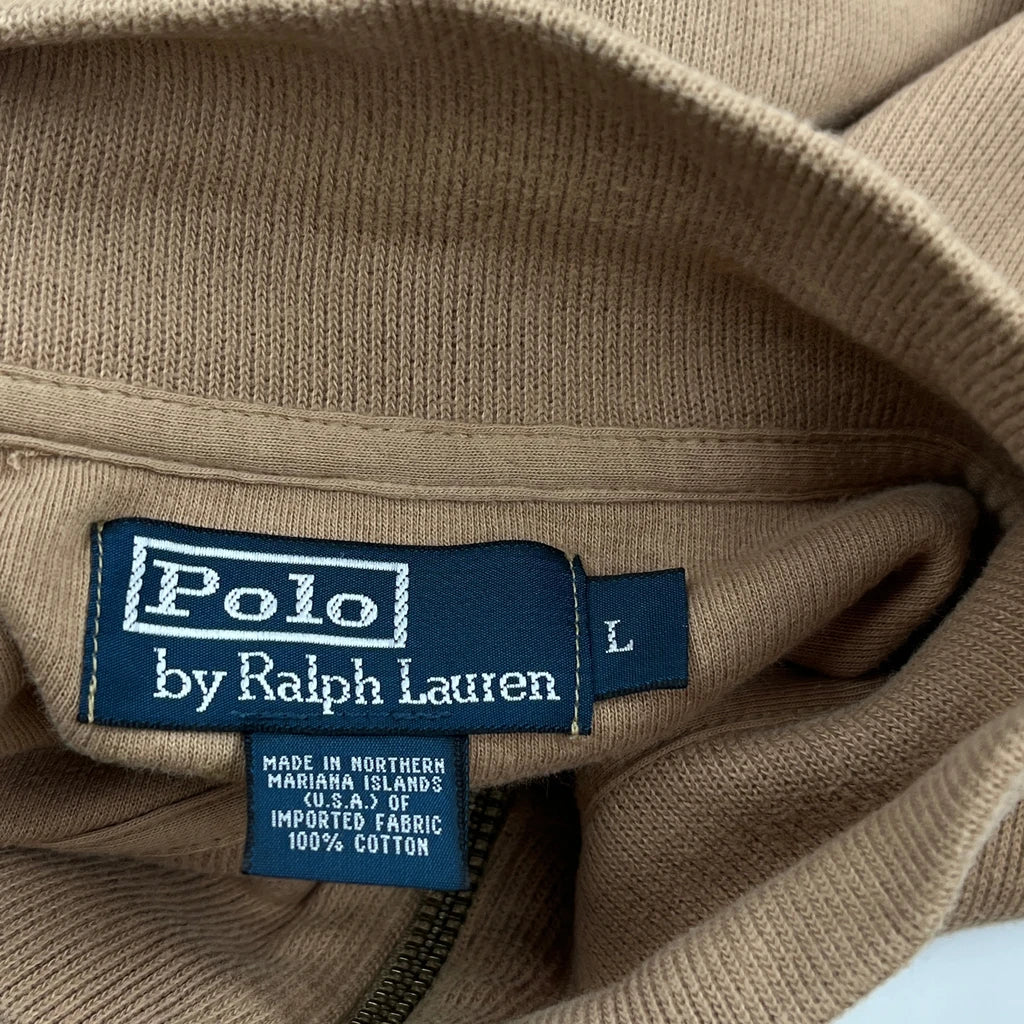 Polo
by Ralph Lauren
L
MADE IN NORTHERN
MARIANA ISLANDS
(U.S.A.) OF
IMPORTED FABRIC
100% COTTON